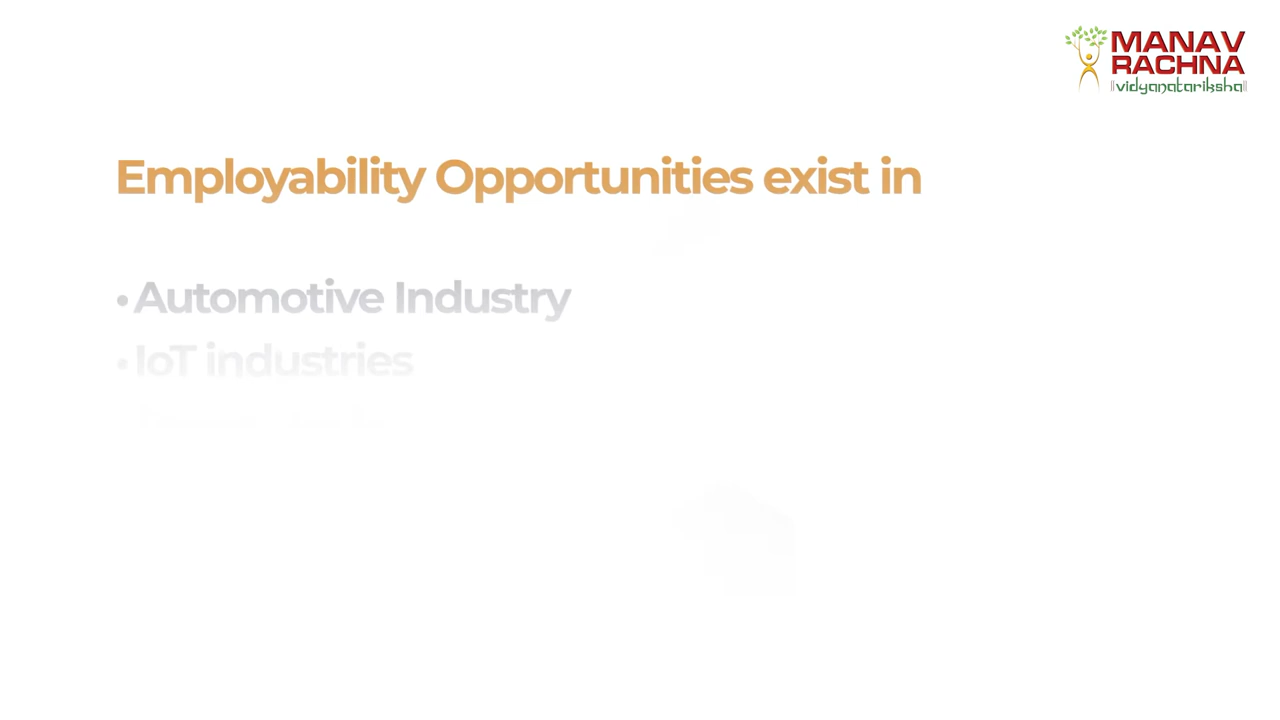 MANAV
RACHNA
॥vidyanatariksha॥
Employability Opportunities exist in
• Automotive Industry
• IoT industries